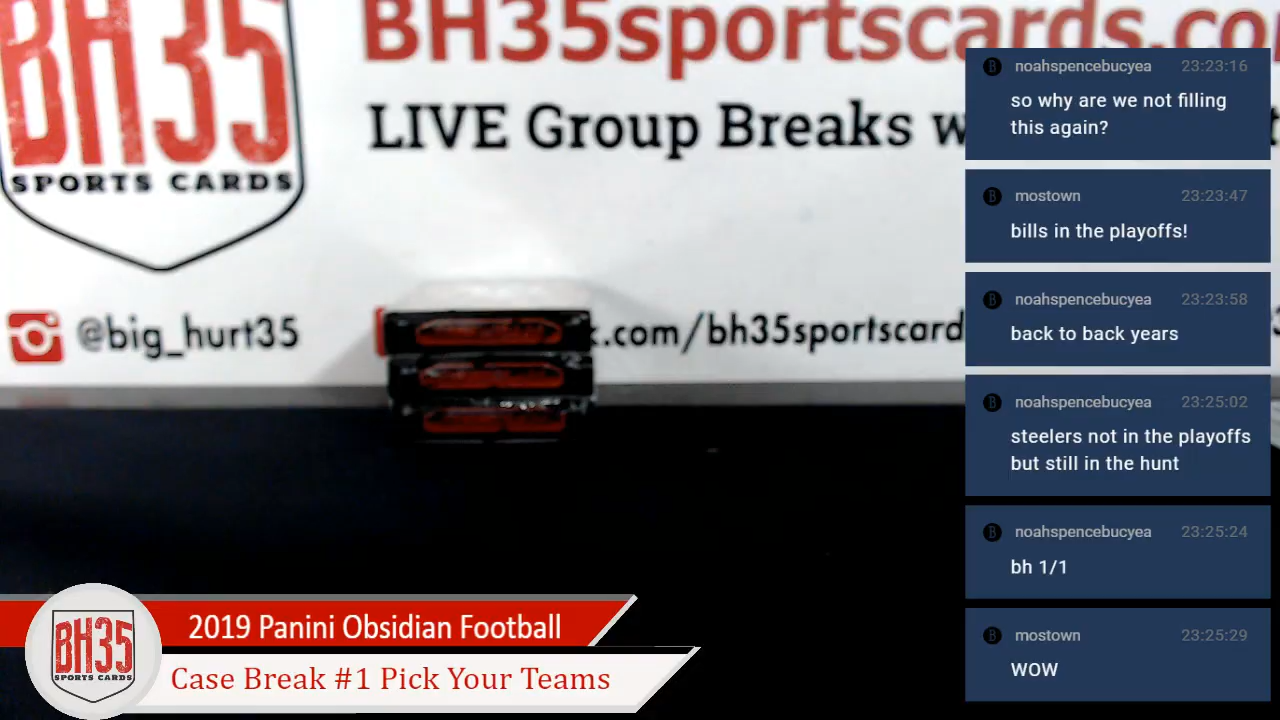 BH35
SPORTS CARDS
BH35sportscards.co
LIVE Group Breaks w
@big_hurt35
k.com/bh35sportscard
noahspencebucyea 23:23:16
so why are we not filling
this again?
mostown 23:23:47
bills in the playoffs!
noahspencebucyea 23:23:58
back to back years
noahspencebucyea 23:25:02
steelers not in the playoffs
but still in the hunt
noahspencebucyea 23:25:24
bh 1/1
mostown 23:25:29
WOW
2019 Panini Obsidian Football
Case Break #1 Pick Your Teams
BH35
SPORTS CARDS